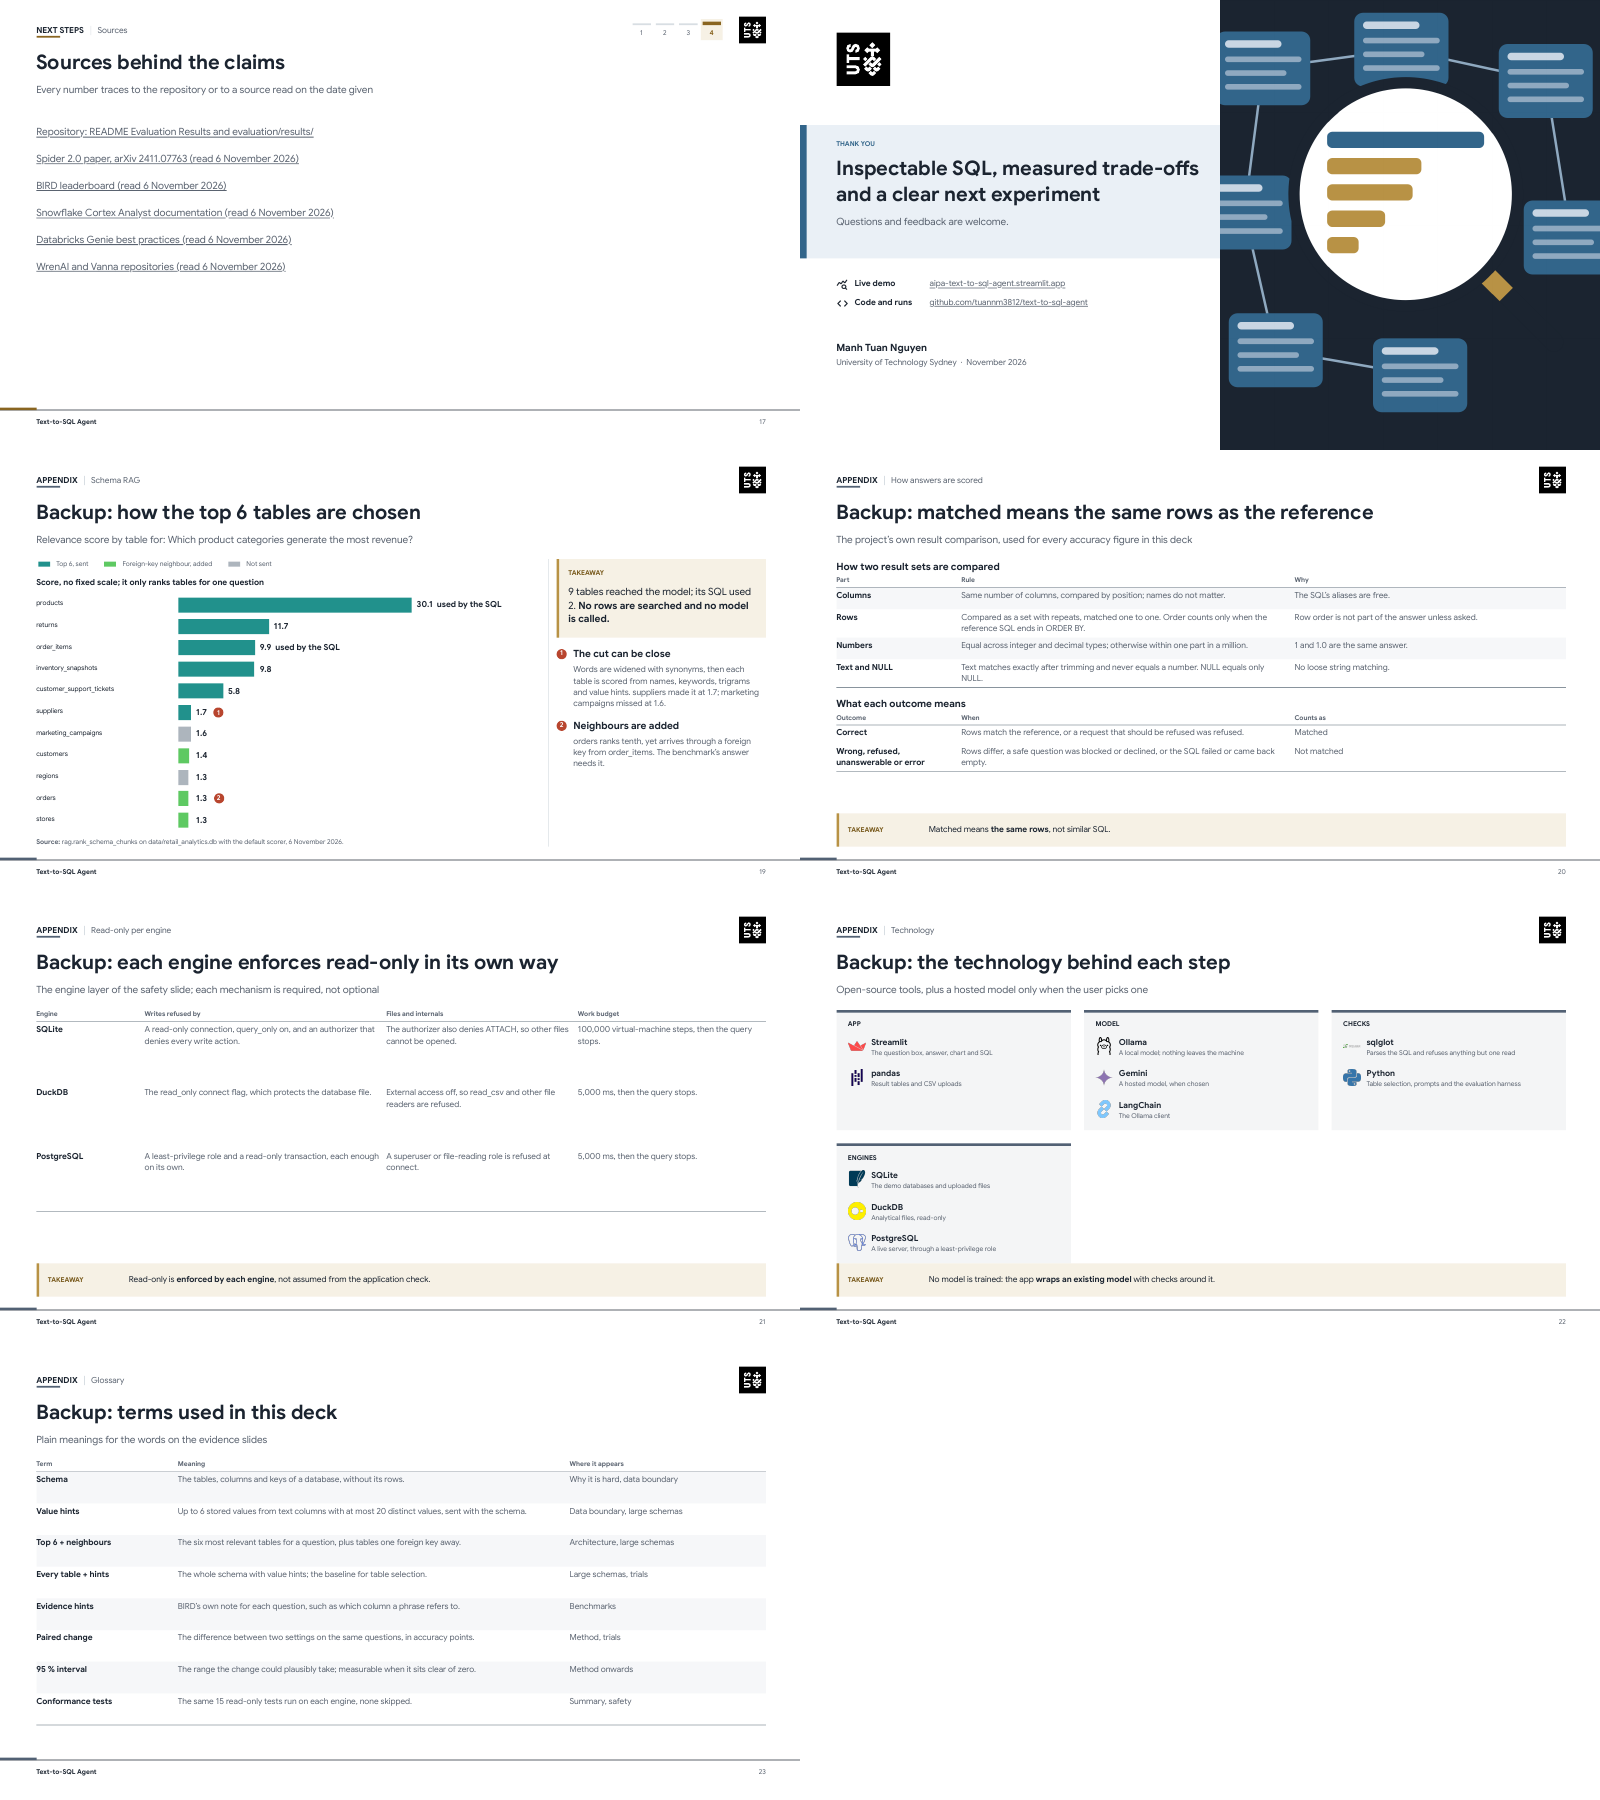 NEXT STEPS | Sources
1 2 3 4
UTS
Sources behind the claims
Every number traces to the repository or to a source read on the date given
Repository: README Evaluation Results and evaluation/results/
Spider 2.0 paper, arXiv 2411.07763 (read 6 November 2026)
BIRD leaderboard (read 6 November 2026)
Snowflake Cortex Analyst documentation (read 6 November 2026)
Databricks Genie best practices (read 6 November 2026)
WrenAI and Vanna repositories (read 6 November 2026)
Text-to-SQL Agent
17
UTS
THANK YOU
Inspectable SQL, measured trade-offs
and a clear next experiment
Questions and feedback are welcome.
Live demo aipa-text-to-sql-agent.streamlit.app
Code and runs github.com/tuannm3812/text-to-sql-agent
Manh Tuan Nguyen
University of Technology Sydney · November 2026
APPENDIX | Schema RAG
UTS
Backup: how the top 6 tables are chosen
Relevance score by table for: Which product categories generate the most revenue?
Top 6, sent Foreign-key neighbour, added Not sent
Score, no fixed scale; it only ranks tables for one question
products 30.1 used by the SQL
returns 11.7
order_items 9.9 used by the SQL
inventory_snapshots 9.8
customer_support_tickets 5.8
suppliers 1.7 1
marketing_campaigns 1.6
customers 1.4
regions 1.3
orders 1.3 2
stores 1.3
Source: rag.rank_schema_chunks on data/retail_analytics.db with the default scorer, 6 November 2026.
TAKEAWAY
9 tables reached the model; its SQL used
2. No rows are searched and no model
is called.
1 The cut can be close
Words are widened with synonyms, then each
table is scored from names, keywords, trigrams
and value hints. suppliers made it at 1.7; marketing
campaigns missed at 1.6.
2 Neighbours are added
orders ranks tenth, yet arrives through a foreign
key from order_items. The benchmark's answer
needs it.
Text-to-SQL Agent
19
APPENDIX | How answers are scored
UTS
Backup: matched means the same rows as the reference
The project's own result comparison, used for every accuracy figure in this deck
How two result sets are compared
Part Rule Why
Columns Same number of columns, compared by position; names do not matter. The SQL's aliases are free.
Rows Compared as a set with repeats, matched one to one. Order counts only when the Row order is not part of the answer unless asked.
reference SQL ends in ORDER BY.
Numbers Equal across integer and decimal types; otherwise within one part in a million. 1 and 1.0 are the same answer.
Text and NULL Text matches exactly after trimming and never equals a number. NULL equals only No loose string matching.
NULL.
What each outcome means
Outcome When Counts as
Correct Rows match the reference, or a request that should be refused was refused. Matched
Wrong, refused, Rows differ, a safe question was blocked or declined, or the SQL failed or came back Not matched
unanswerable or error empty.
TAKEAWAY Matched means the same rows, not similar SQL.
Text-to-SQL Agent
20
APPENDIX | Read-only per engine
UTS
Backup: each engine enforces read-only in its own way
The engine layer of the safety slide; each mechanism is required, not optional
Engine Writes refused by Files and internals Work budget
SQLite A read-only connection, query_only on, and an authorizer that The authorizer also denies ATTACH, so other files 100,000 virtual-machine steps, then the query
denies every write action. cannot be opened. stops.
DuckDB The read_only connect flag, which protects the database file. External access off, so read_csv and other file 5,000 ms, then the query stops.
readers are refused.
PostgreSQL A least-privilege role and a read-only transaction, each enough A superuser or file-reading role is refused at 5,000 ms, then the query stops.
on its own. connect.
TAKEAWAY Read-only is enforced by each engine, not assumed from the application check.
Text-to-SQL Agent
21
APPENDIX | Technology
UTS
Backup: the technology behind each step
Open-source tools, plus a hosted model only when the user picks one
APP
Streamlit
The question box, answer, chart and SQL
pandas
Result tables and CSV uploads
MODEL
Ollama
A local model; nothing leaves the machine
Gemini
A hosted model, when chosen
LangChain
The Ollama client
CHECKS
sqlglot
Parses the SQL and refuses anything but one read
Python
Table selection, prompts and the evaluation harness
ENGINES
SQLite
The demo databases and uploaded files
DuckDB
Analytical files, read-only
PostgreSQL
A live server, through a least-privilege role
TAKEAWAY No model is trained: the app wraps an existing model with checks around it.
Text-to-SQL Agent
22
APPENDIX | Glossary
UTS
Backup: terms used in this deck
Plain meanings for the words on the evidence slides
Term Meaning Where it appears
Schema The tables, columns and keys of a database, without its rows. Why it is hard, data boundary
Value hints Up to 6 stored values from text columns with at most 20 distinct values, sent with the schema. Data boundary, large schemas
Top 6 + neighbours The six most relevant tables for a question, plus tables one foreign key away. Architecture, large schemas
Every table + hints The whole schema with value hints; the baseline for table selection. Large schemas, trials
Evidence hints BIRD's own note for each question, such as which column a phrase refers to. Benchmarks
Paired change The difference between two settings on the same questions, in accuracy points. Method, trials
95 % interval The range the change could plausibly take; measurable when it sits clear of zero. Method onwards
Conformance tests The same 15 read-only tests run on each engine, none skipped. Summary, safety
Text-to-SQL Agent
23